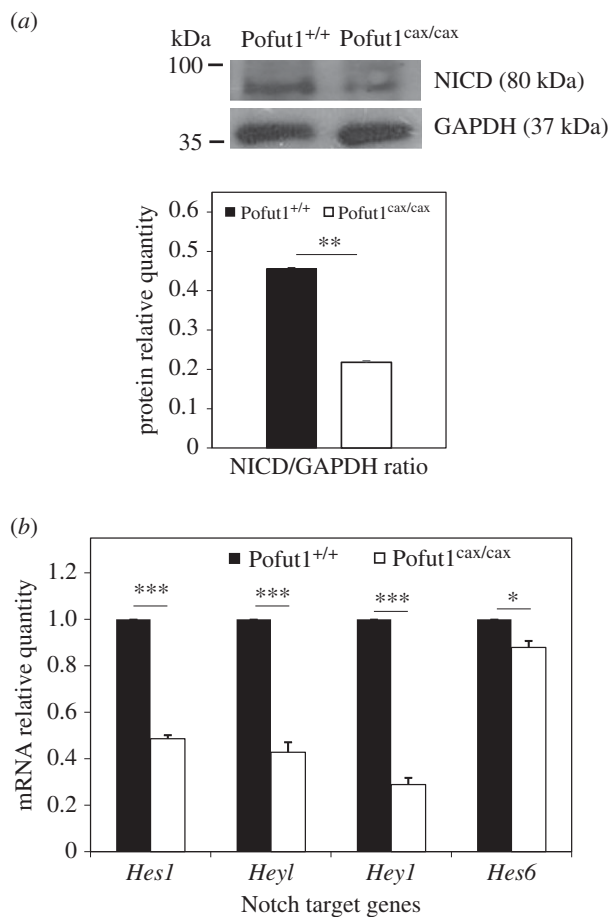 (a)
kDa Pofut1+/+ Pofut1cax/cax
100
NICD (80 kDa)
GAPDH (37 kDa)
35
0.6
Pofut1+/+ Pofut1cax/cax
0.5
**
0.4
0.3
0.2
0.1
0
protein relative quantity
NICD/GAPDH ratio
(b)
Pofut1+/+ Pofut1cax/cax
1.2
*** *** *** *
1.0
0.8
0.6
0.4
0.2
0
mRNA relative quantity
Hes1 Heyl Hey1 Hes6
Notch target genes